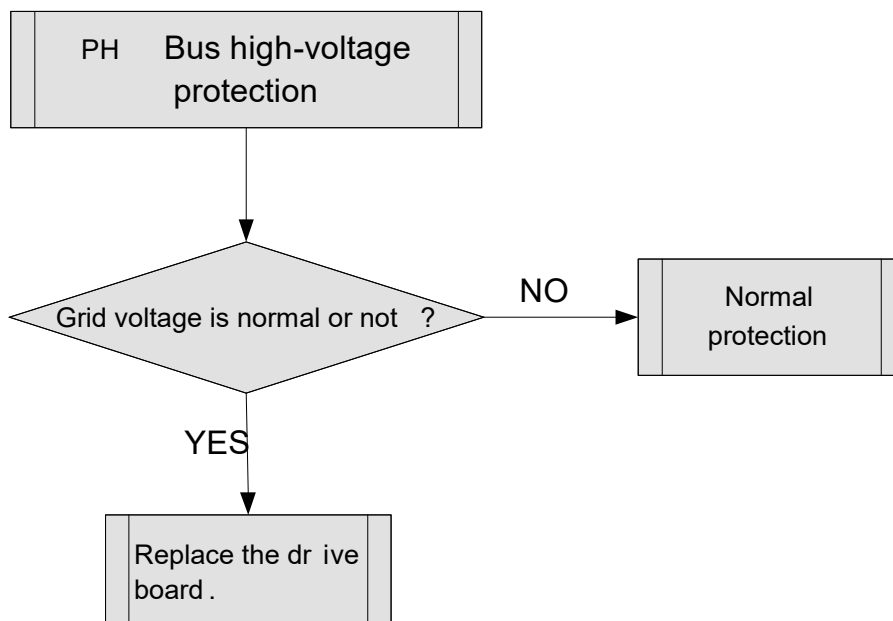 PH Bus high-voltage
protection
Grid voltage is normal or not ?
NO
Normal
protection
YES
Replace the dr ive
board .